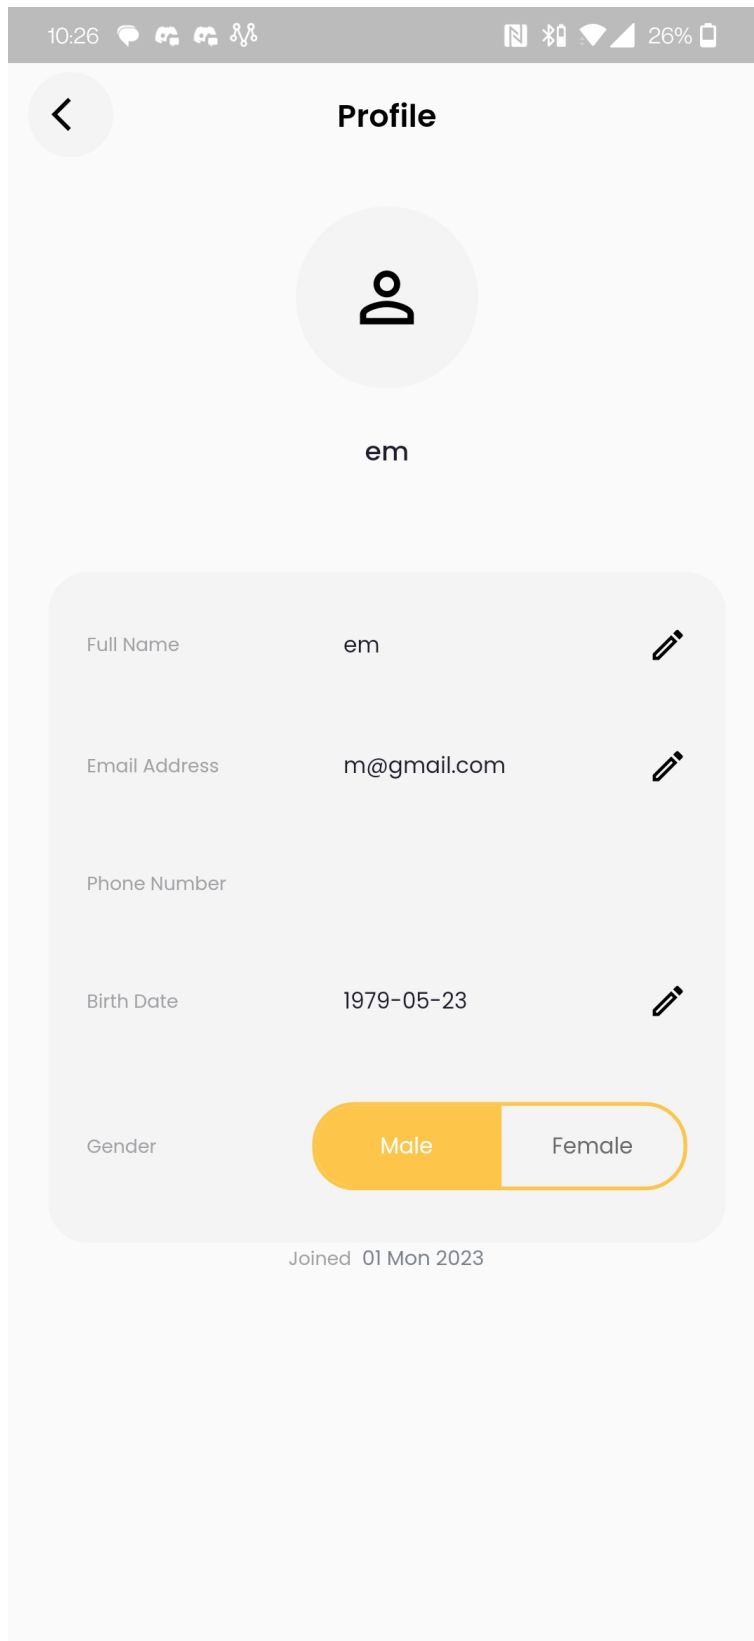 10:26 26%
Profile
em
Full Name em
Email Address m@gmail.com
Phone Number
Birth Date 1979-05-23
Gender Male Female
Joined 01 Mon 2023